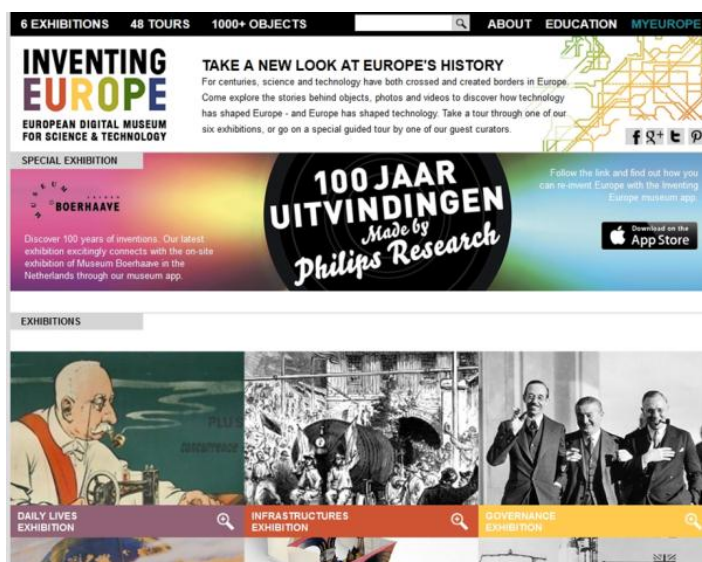 6 EXHIBITIONS 48 TOURS 1000+ OBJECTS ABOUT EDUCATION MYEUROPE
INVENTING
EUROPE
EUROPEAN DIGITAL MUSEUM
FOR SCIENCE & TECHNOLOGY
TAKE A NEW LOOK AT EUROPE'S HISTORY
For centuries, science and technology have both crossed and created borders in Europe.
Come explore the stories behind objects, photos and videos to discover how technology
has shaped Europe - and Europe has shaped technology. Take a tour through one of our
six exhibitions, or go on a special guided tour by one of our guest curators.
SPECIAL EXHIBITION
MUSEUM
BOERHAAVE
Discover 100 years of inventions. Our latest
exhibition excitingly connects with the on-site
exhibition of Museum Boerhaave in the
Netherlands through our museum app.
100 JAAR
UITVINDINGEN
Made by
Philips Research
Follow the link and find out how you
can re-invent Europe with the Inventing
Europe museum app.
Download on the
App Store
EXHIBITIONS
PLUS
DAILY LIVES
EXHIBITION
INFRASTRUCTURES
EXHIBITION
GOVERNANCE
EXHIBITION